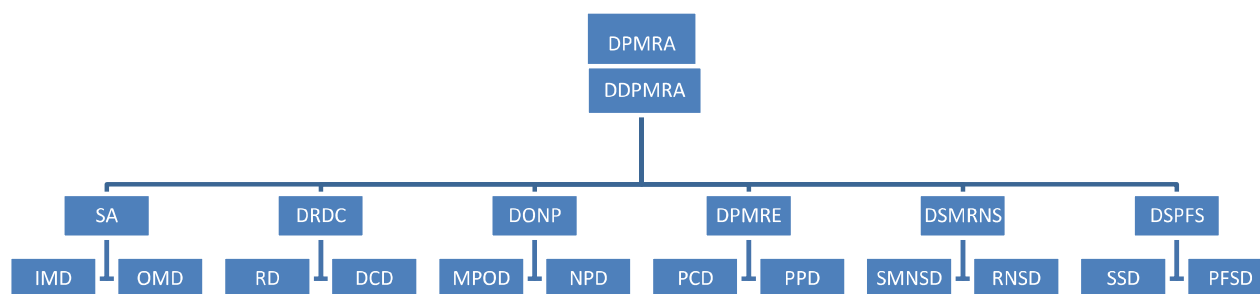 DPMRA
DDPMRA
SA DRDC DONP DPMRE DSMRNS DSPFS
IMD OMD RD DCD MPOD NPD PCD PPD SMNSD RNSD SSD PFSD